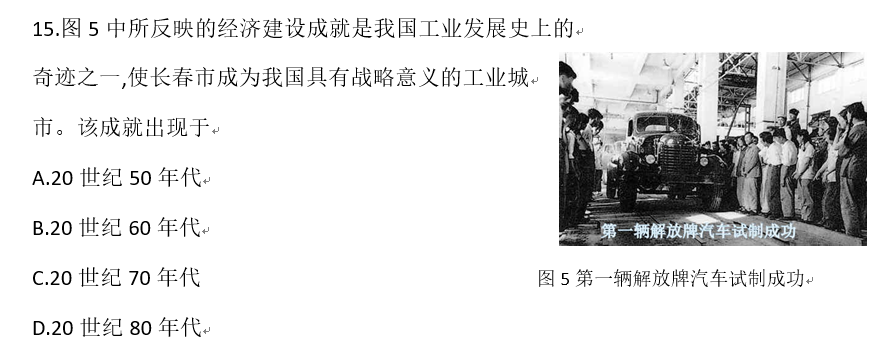 15.图 5 中所反映的经济建设成就是我国工业发展史上的
奇迹之一,使长春市成为我国具有战略意义的工业城
市。该成就出现于
A.20 世纪 50 年代
B.20 世纪 60 年代
C.20 世纪 70 年代
D.20 世纪 80 年代
第一辆解放牌汽车试制成功
图 5 第一辆解放牌汽车试制成功